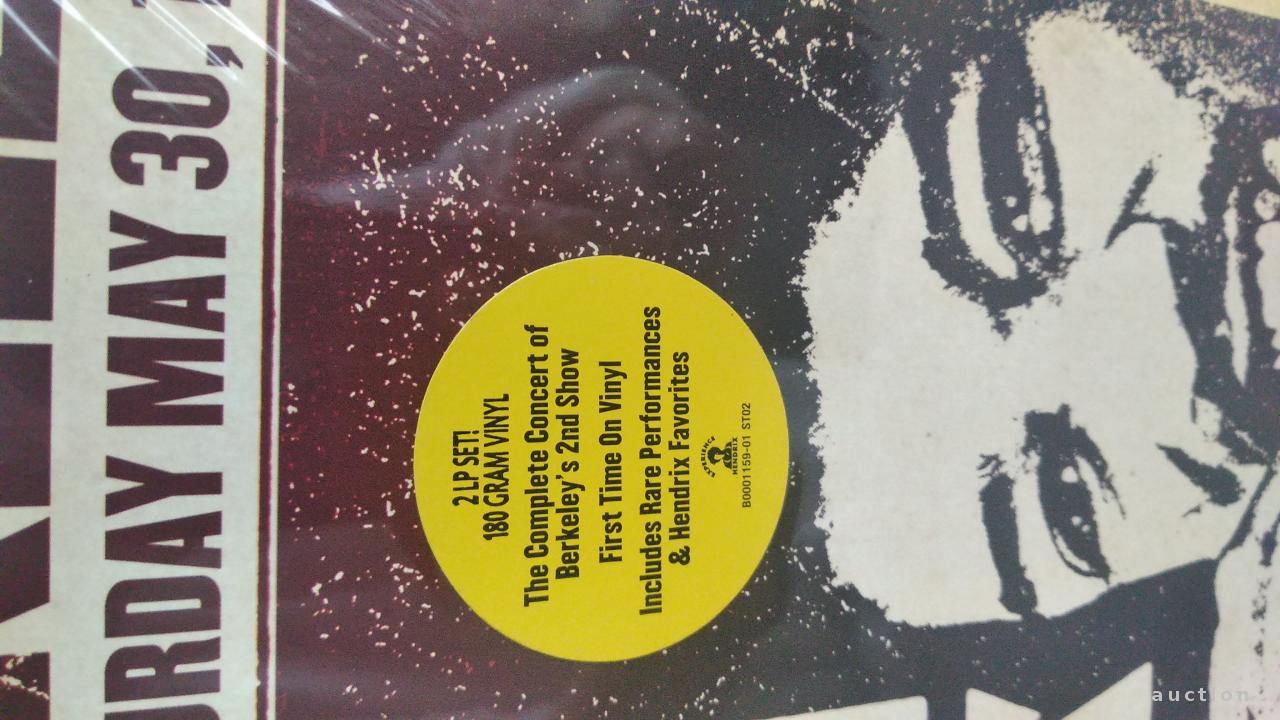 URDAY MAY 30,
2 LP SET!
180 GRAM VINYL
The Complete Concert of
Berkeley's 2nd Show
First Time On Vinyl
Includes Rare Performances
& Hendrix Favorites
EXPERIENCE
HENDRIX
B0001159-01 ST02
auction